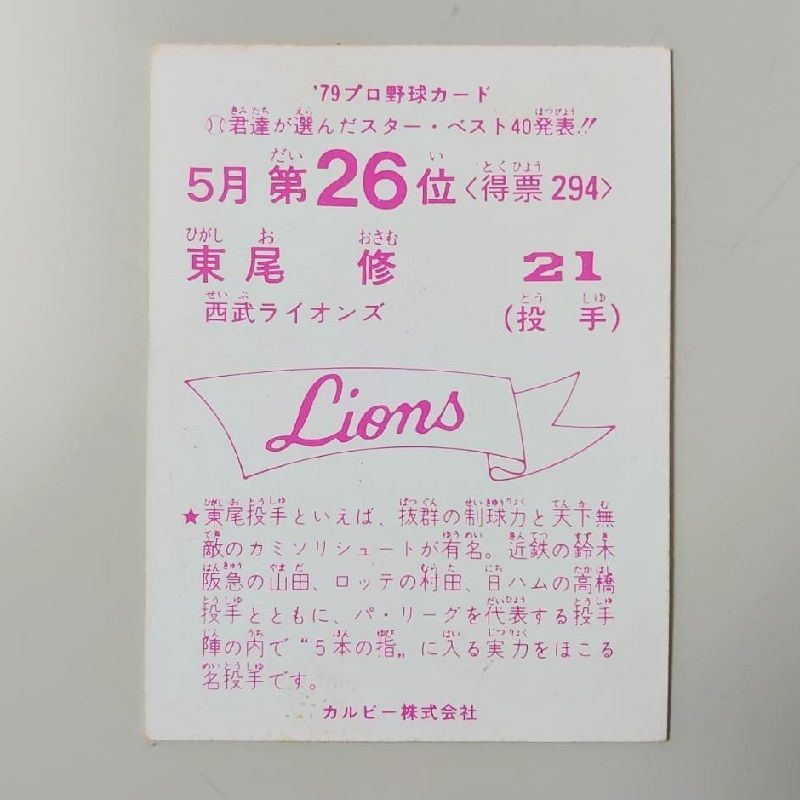 '79プロ野球カード
君達が選んだスター・ベスト40発表!!
5月 第26位〈得票 294〉
東尾 修 21
西武ライオンズ (投手)
Lions
★東尾投手といえば、抜群の制球力と天下無
敵のカミソリシュートが有名。近鉄の鈴木
阪急の山田、ロッテの村田、日ハムの高橋
投手とともに、パ・リーグを代表する投手
陣の内で“5本の指„に入る実力をほこる
名投手です。
カルビー株式会社